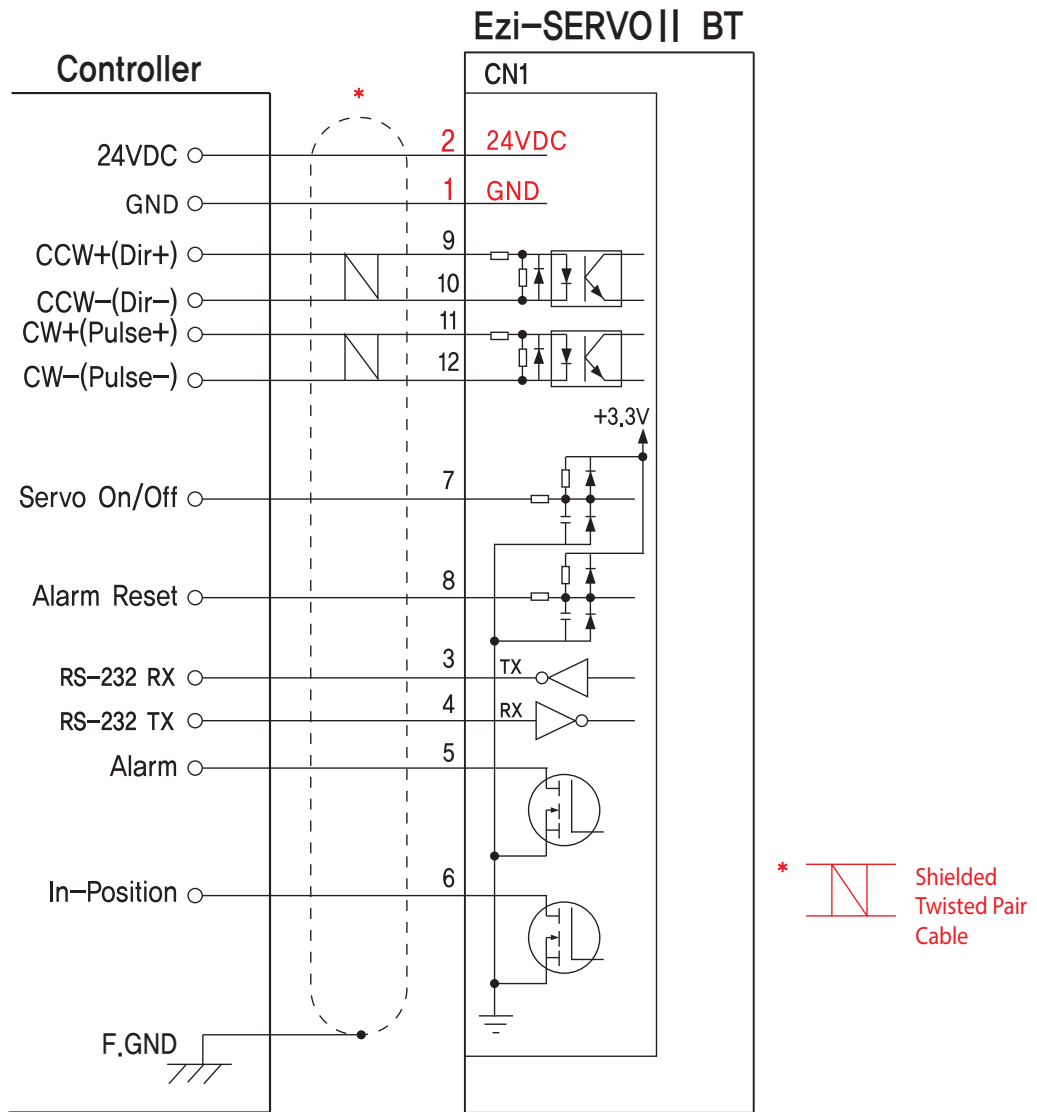 Ezi-SERVOII BT
Controller
CN1
*
24VDC 2 24VDC
GND 1 GND
CCW+(Dir+) 9
CCW-(Dir-) 10
CW+(Pulse+) 11
CW-(Pulse-) 12
+3.3V
Servo On/Off 7
Alarm Reset 8
RS-232 RX 3 TX
RS-232 TX 4 RX
Alarm 5
In-Position 6
* Shielded
Twisted Pair
Cable
F.GND